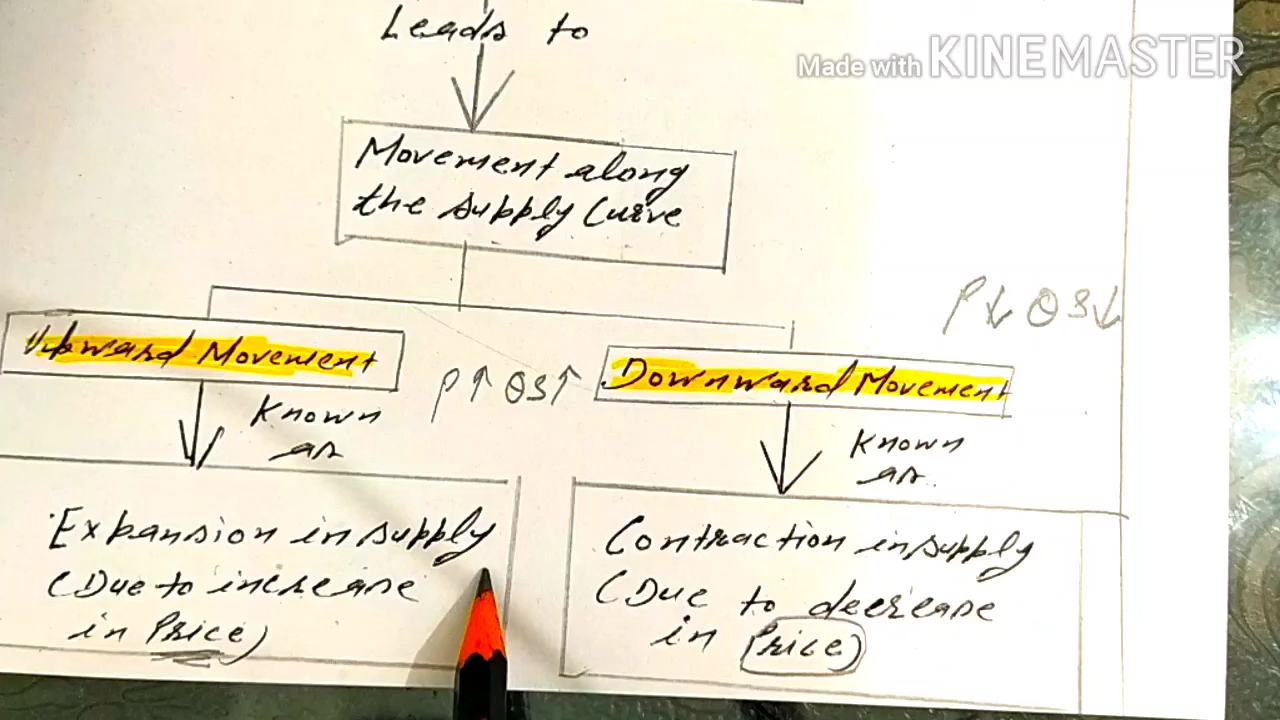 Leads to
Made with KINEMASTER
Movement along
the supply Curve
P↓ QS↓
Upward Movement
P↑ QS↑
Downward Movement
Known
as
Known
as
Expansion in supply
(Due to increase
in Price)
Contraction in supply
(Due to decrease
in Price)